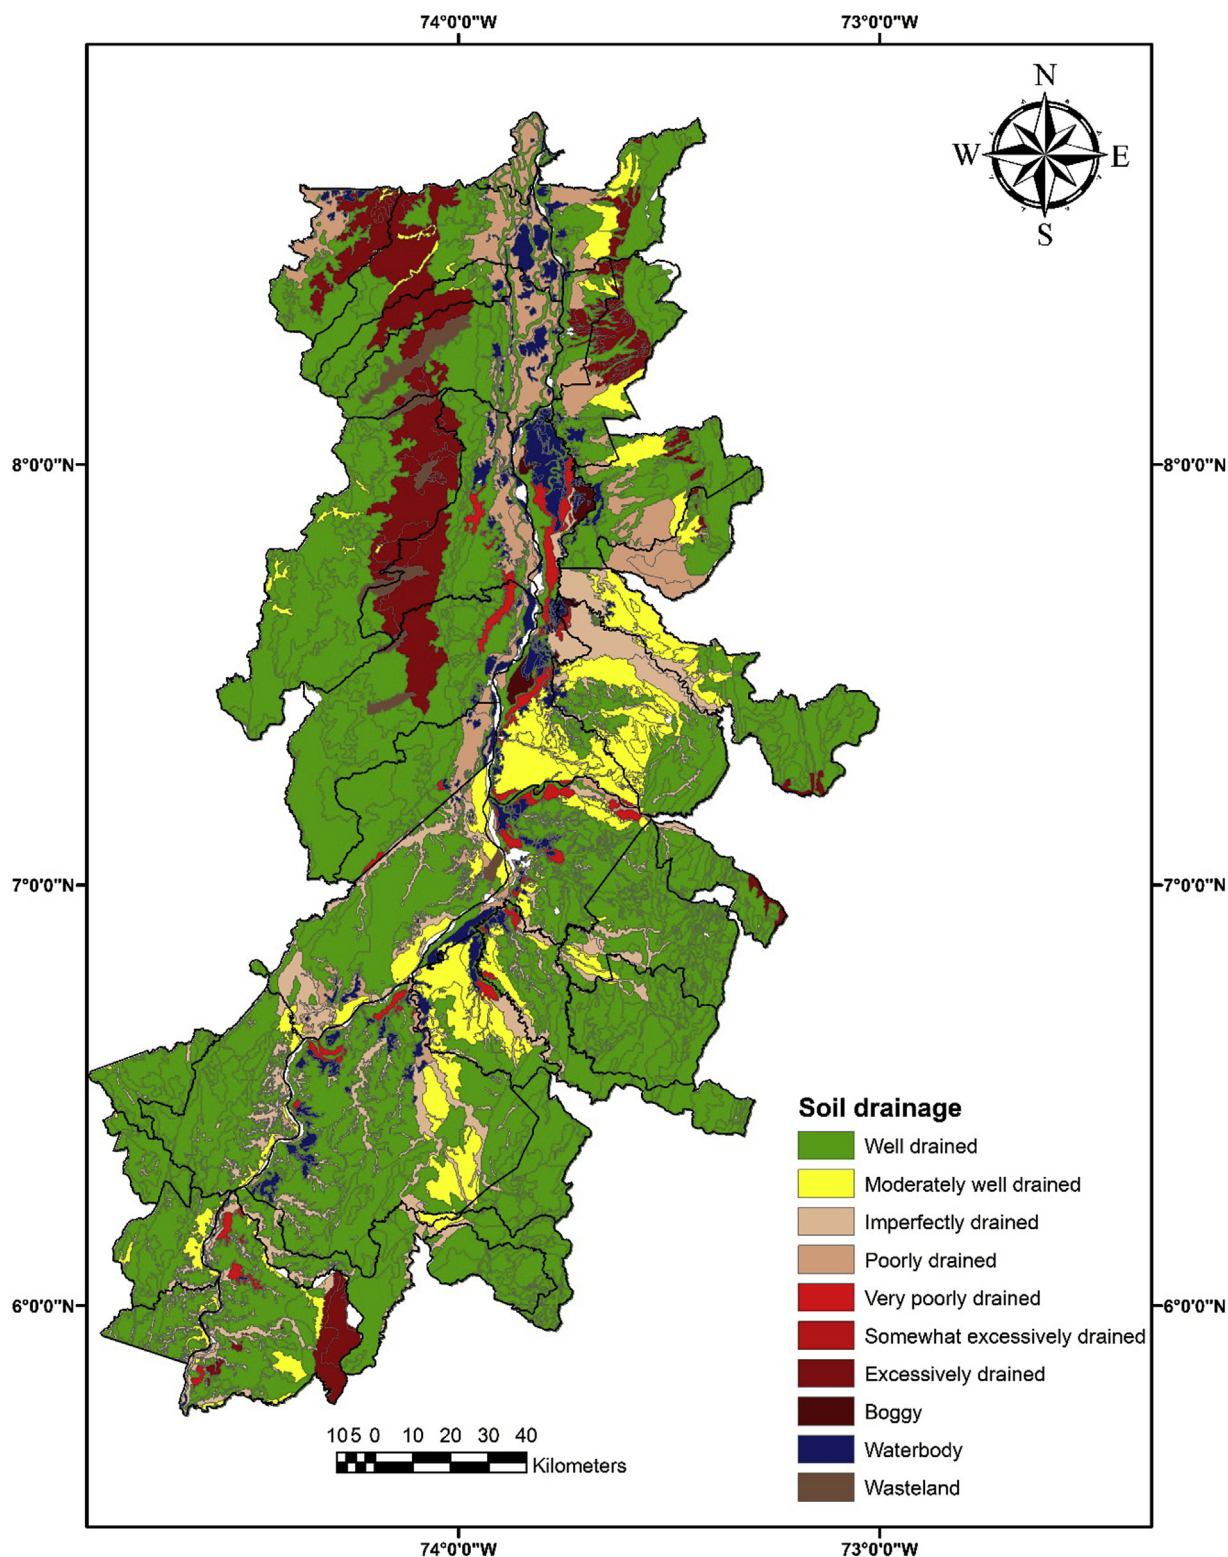 74°0'0"W 73°0'0"W
N
W E
S
8°0'0"N 8°0'0"N
7°0'0"N 7°0'0"N
Soil drainage
Well drained
Moderately well drained
Imperfectly drained
Poorly drained
6°0'0"N 6°0'0"N
Very poorly drained
Somewhat excessively drained
Excessively drained
Boggy
10 5 0 10 20 30 40
Waterbody
Kilometers
Wasteland
74°0'0"W 73°0'0"W